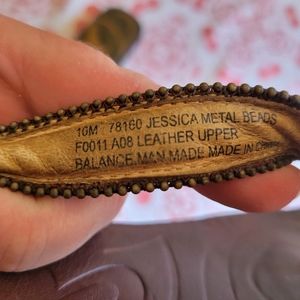 10M 78160 JESSICA METAL BEADS
F0011 A08 LEATHER UPPER
BALANCE MAN MADE MADE IN